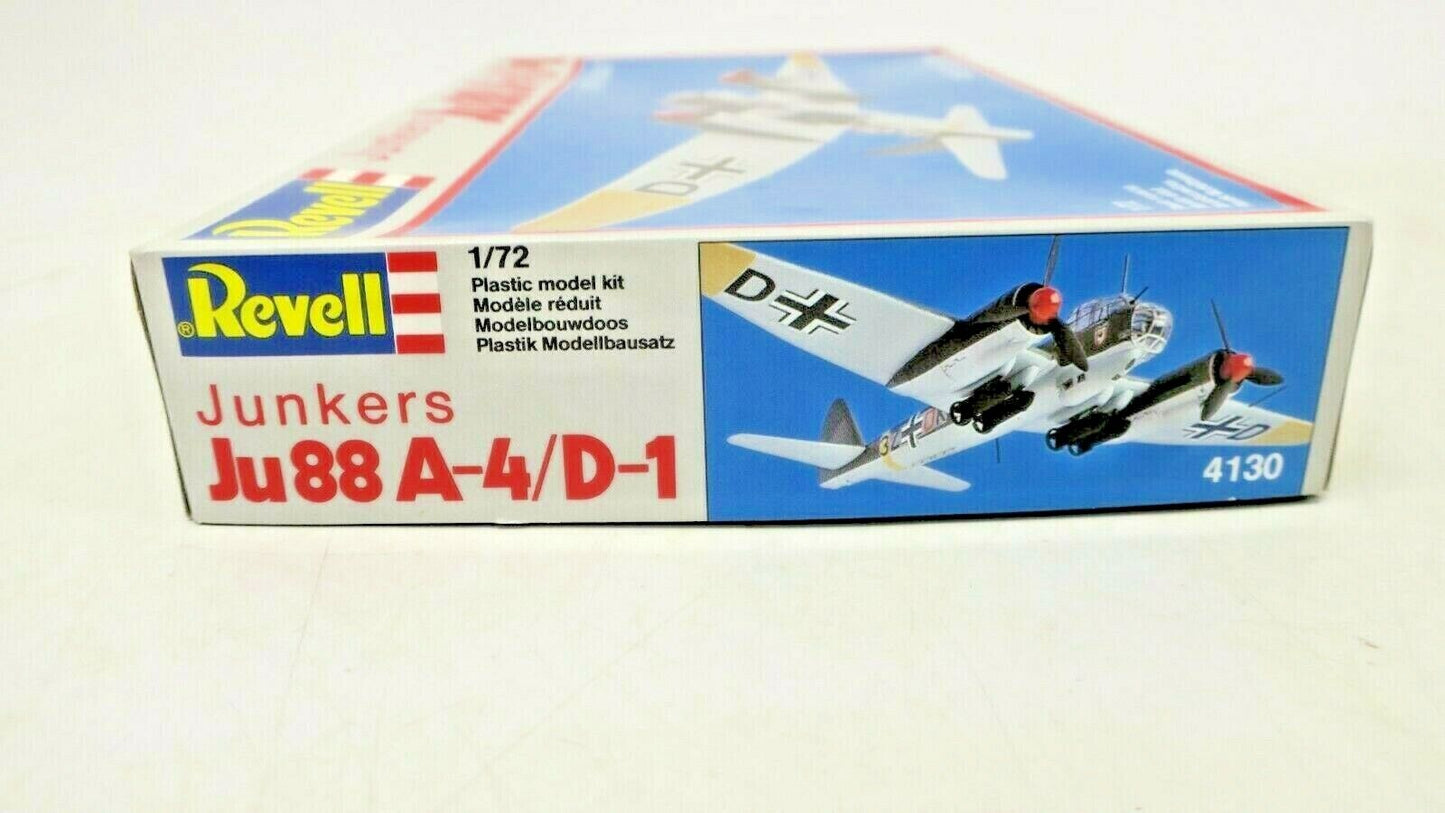 Revell
Revell
®
1/72
Plastic model kit
Modèle réduit
Modelbouwdoos
Plastik Modellbausatz
Junkers
Ju88 A-4/D-1
D
D
D
4130